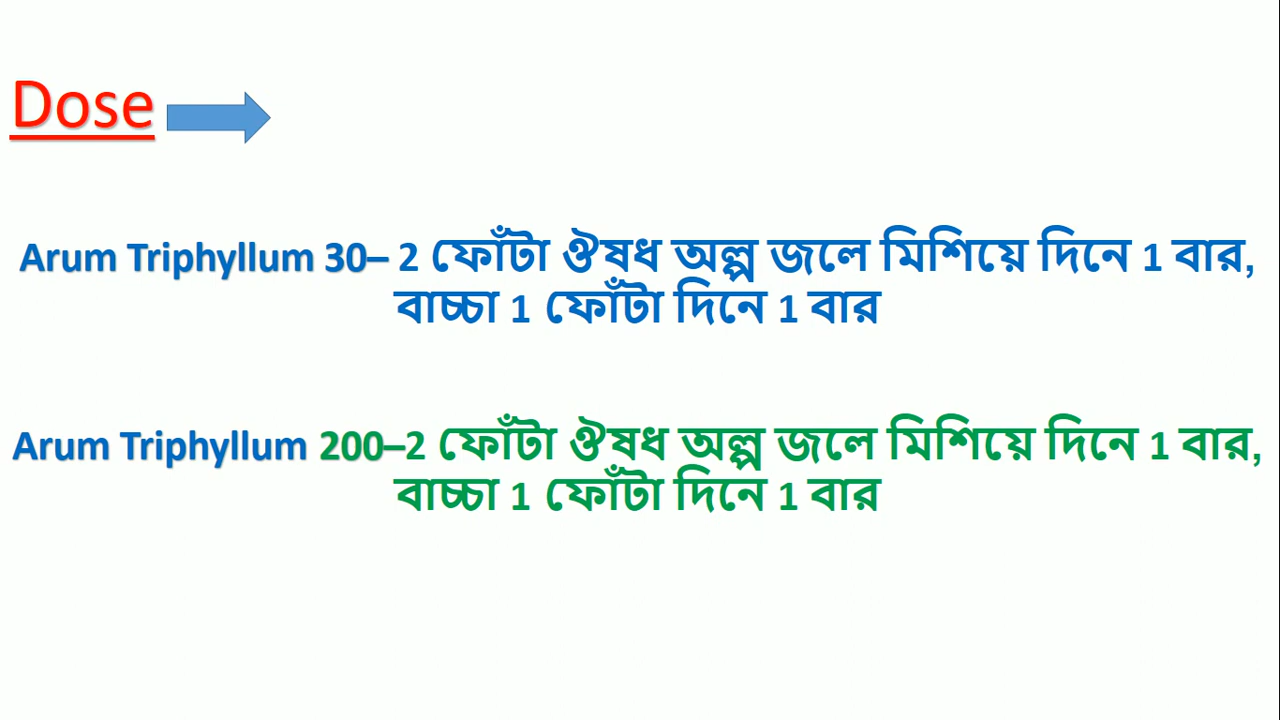 Dose
Arum Triphyllum 30– 2 ফোঁটা ঔষধ অল্প জলে মিশিয়ে দিনে 1 বার,
বাচ্চা 1 ফোঁটা দিনে 1 বার
Arum Triphyllum 200–2 ফোঁটা ঔষধ অল্প জলে মিশিয়ে দিনে 1 বার,
বাচ্চা 1 ফোঁটা দিনে 1 বার